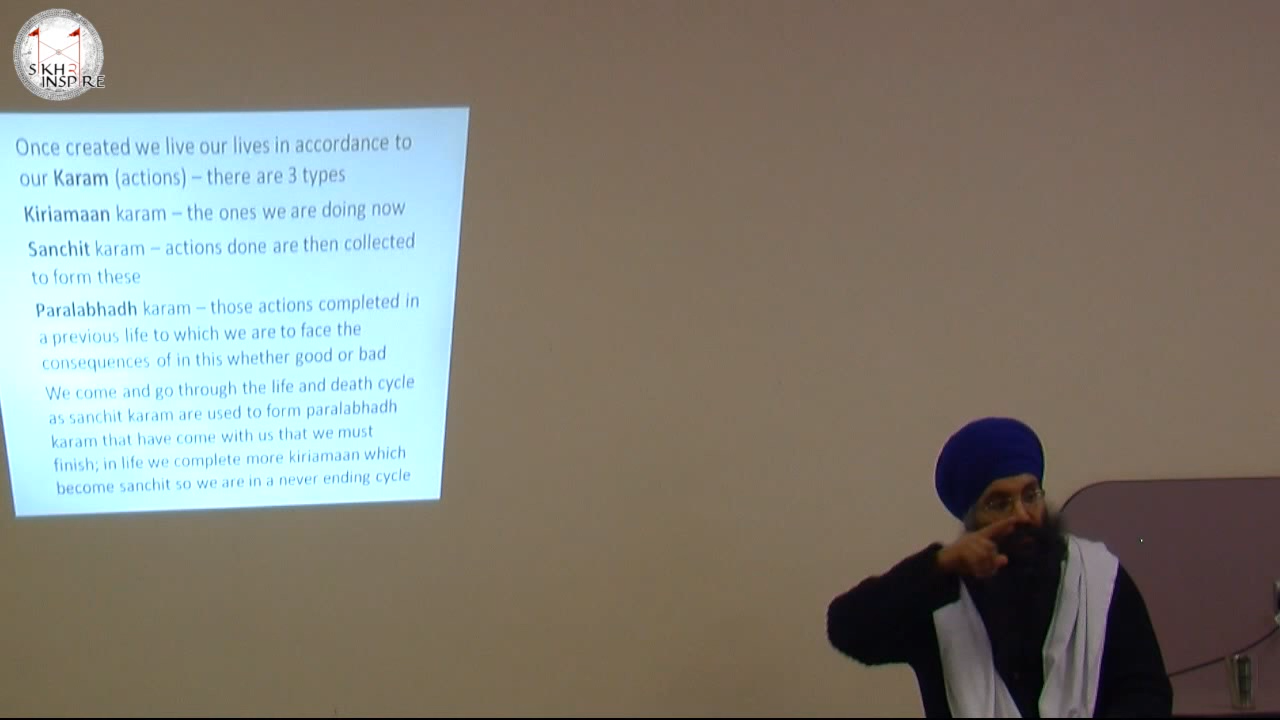 SIKH 2
INSPIRE
Once created we live our lives in accordance to
our Karam (actions) – there are 3 types
Kiriamaan karam – the ones we are doing now
Sanchit karam – actions done are then collected
to form these
Paralabhadh karam – those actions completed in
a previous life to which we are to face the
consequences of in this whether good or bad
We come and go through the life and death cycle
as sanchit karam are used to form paralabhadh
karam that have come with us that we must
finish; in life we complete more kiriamaan which
become sanchit so we are in a never ending cycle